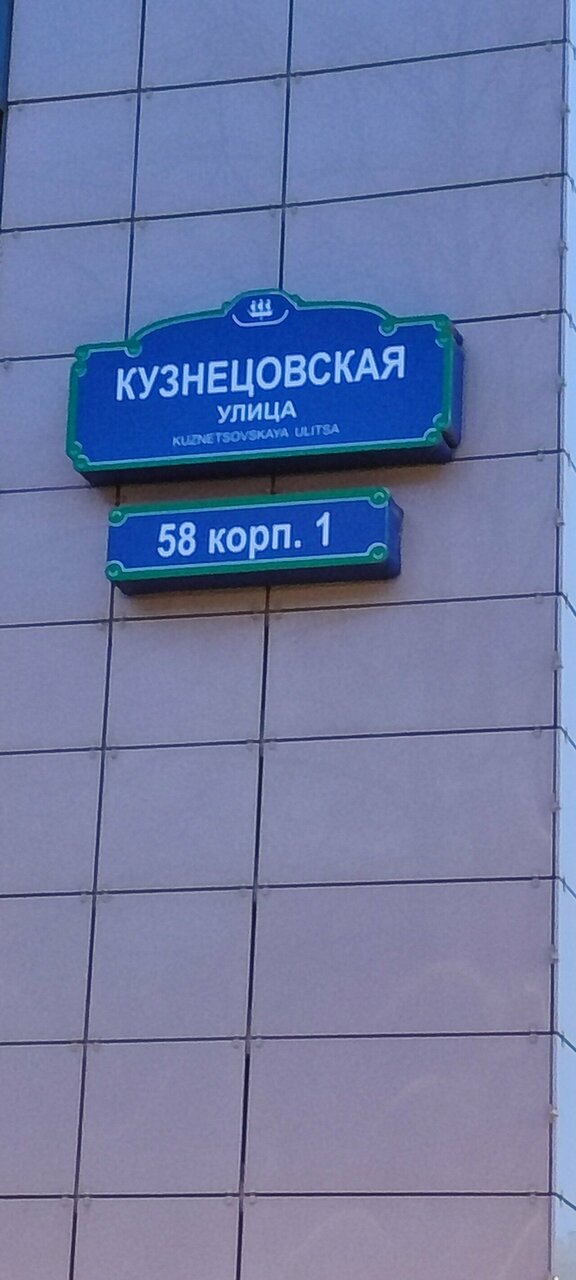 КУЗНЕЦОВСКАЯ
УЛИЦА
KUZNETSOVSKAYA ULITSA
58 корп. 1